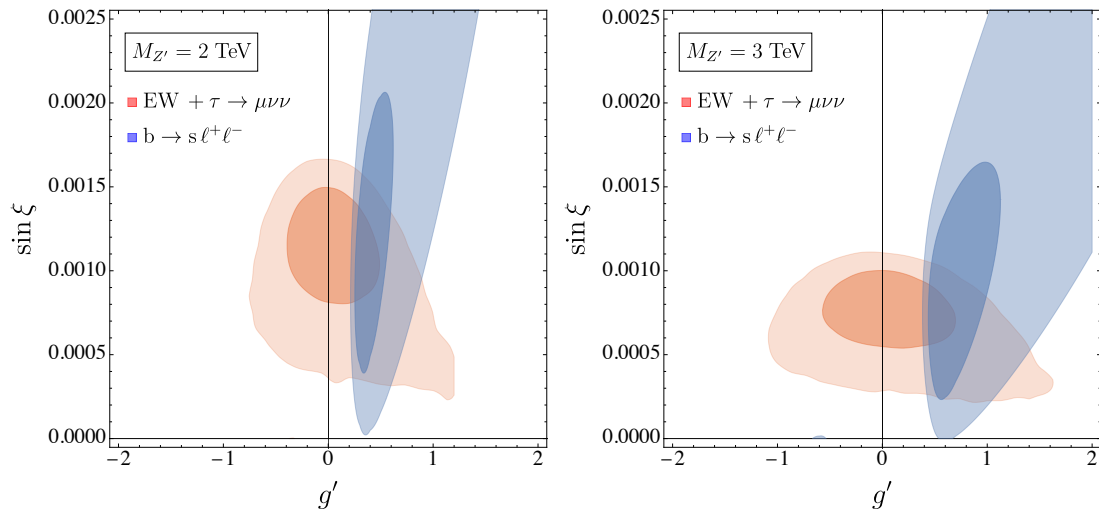 0.0025
0.0020
0.0015
0.0010
0.0005
0.0000
sin ξ
M_{Z'} = 2 TeV
EW + τ → μνν
b → s ℓ⁺ℓ⁻
−2
−1
0
1
2
g′
0.0025
0.0020
0.0015
0.0010
0.0005
0.0000
sin ξ
M_{Z'} = 3 TeV
EW + τ → μνν
b → s ℓ⁺ℓ⁻
−2
−1
0
1
2
g′